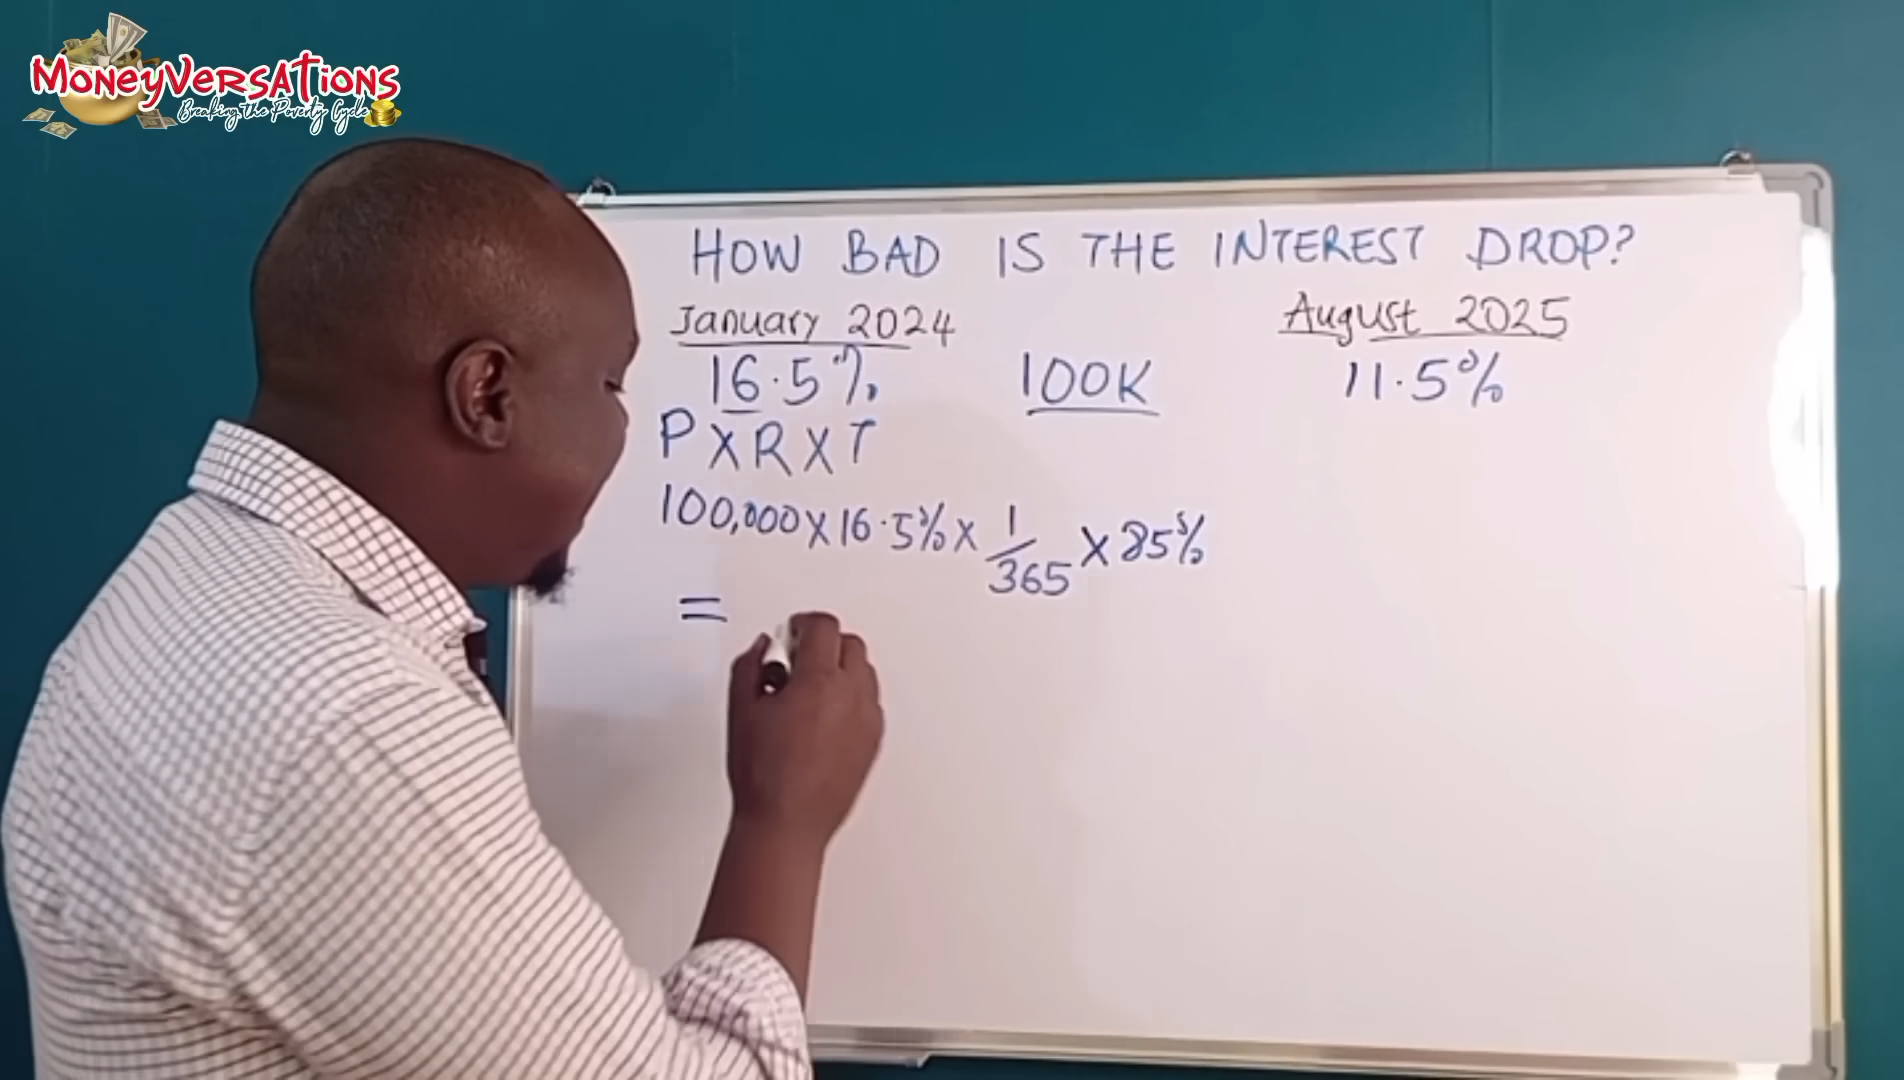 MoneyVersations
Breaking the Poverty Cycle
HOW BAD IS THE INTEREST DROP?
January 2024
August 2025
16.5%
100K
11.5%
P X R X T
100,000 X 16.5% X 1/365 X 85%
=